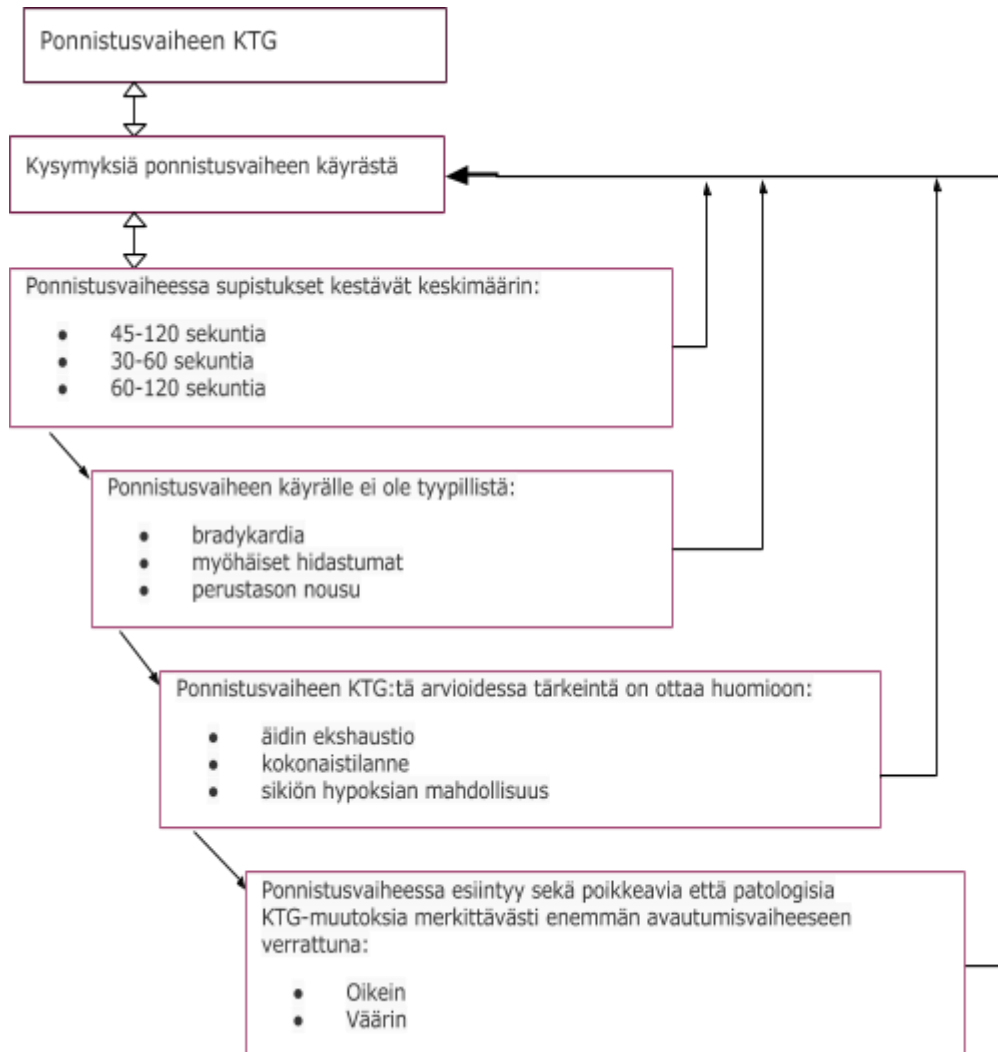 Ponnistusvaiheen KTG
Kysymyksiä ponnistusvaiheen käyrästä
Ponnistusvaiheessa supistukset kestävät keskimäärin:
• 45-120 sekuntia
• 30-60 sekuntia
• 60-120 sekuntia
Ponnistusvaiheen käyrälle ei ole tyypillistä:
• bradykardia
• myöhäiset hidastumat
• perustason nousu
Ponnistusvaiheen KTG:tä arvioidessa tärkeintä on ottaa huomioon:
• äidin ekshaustio
• kokonaistilanne
• sikiön hypoksian mahdollisuus
Ponnistusvaiheessa esiintyy sekä poikkeavia että patologisia
KTG-muutoksia merkittävästi enemmän avautumisvaiheeseen
verrattuna:
• Oikein
• Väärin